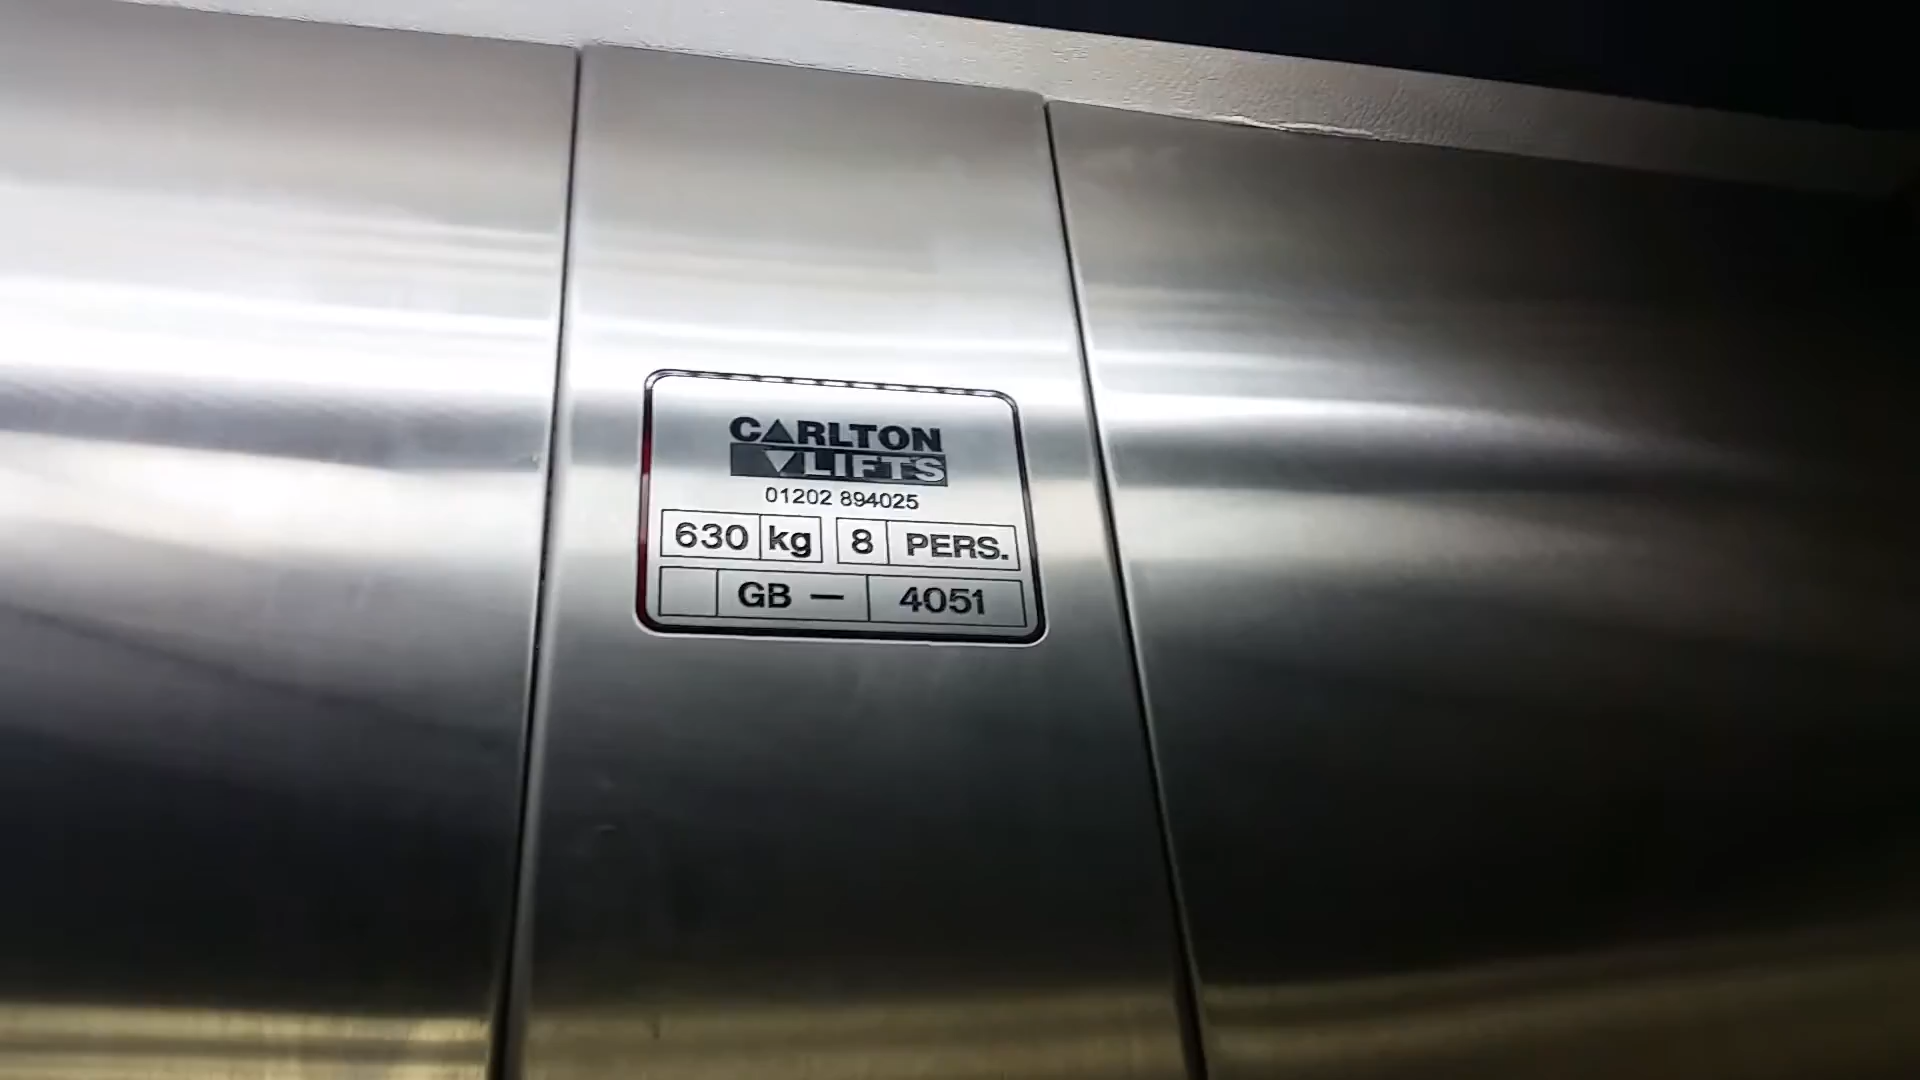 CARLTON
LIFTS
01202 894025
630 kg 8 PERS.
GB — 4051